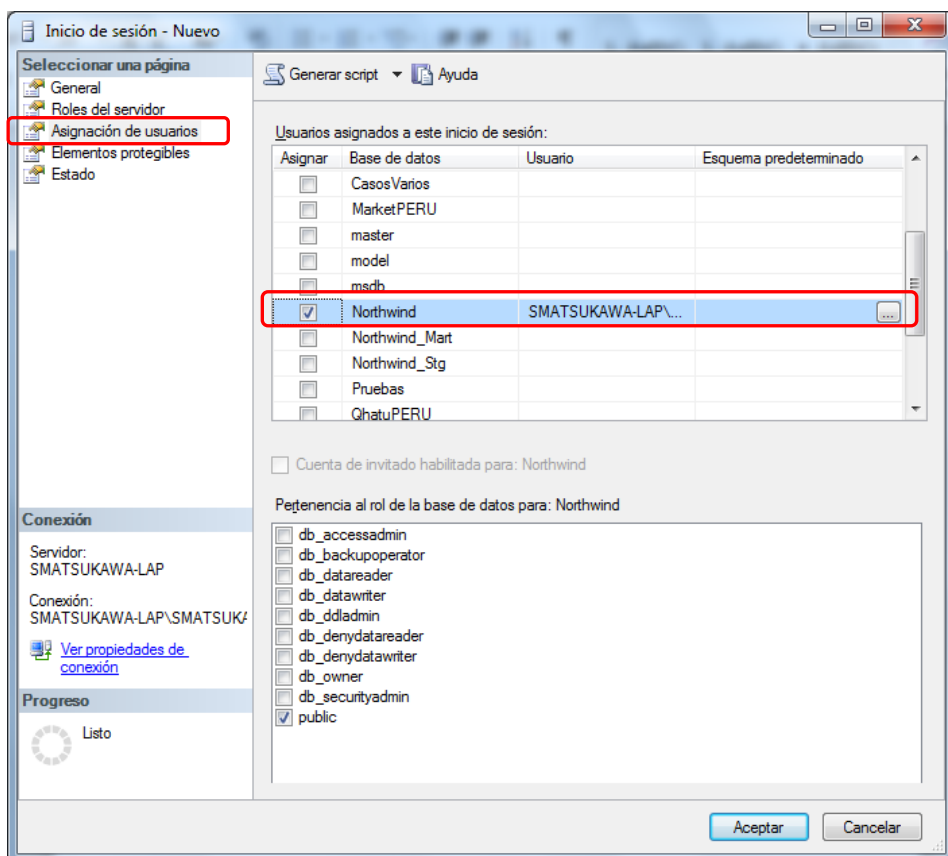 Inicio de sesión - Nuevo
Seleccionar una página
General
Roles del servidor
Asignación de usuarios
Elementos protegibles
Estado
Generar script Ayuda
Usuarios asignados a este inicio de sesión:
Asignar Base de datos Usuario Esquema predeterminado
CasosVarios
MarketPERU
master
model
msdb
Northwind SMATSUKAWA-LAP\... ...
Northwind_Mart
Northwind_Stg
Pruebas
QhatuPERU
Cuenta de invitado habilitada para: Northwind
Pertenencia al rol de la base de datos para: Northwind
db_accessadmin
db_backupoperator
db_datareader
db_datawriter
db_ddladmin
db_denydatareader
db_denydatawriter
db_owner
db_securityadmin
public
Conexión
Servidor:
SMATSUKAWA-LAP
Conexión:
SMATSUKAWA-LAP\SMATSUKA
Ver propiedades de
conexión
Progreso
Listo
Aceptar Cancelar